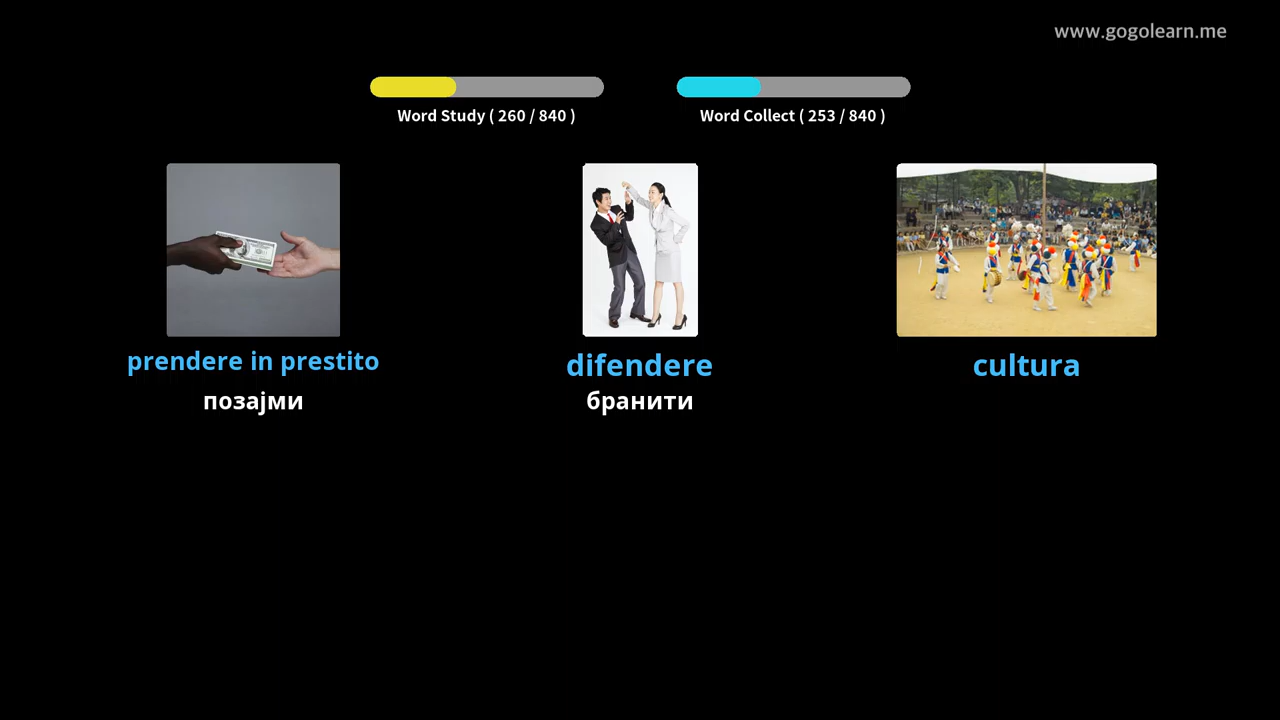 www.gogolearn.me
Word Study ( 260 / 840 )
Word Collect ( 253 / 840 )
prendere in prestito
difendere
cultura
позајми
бранити